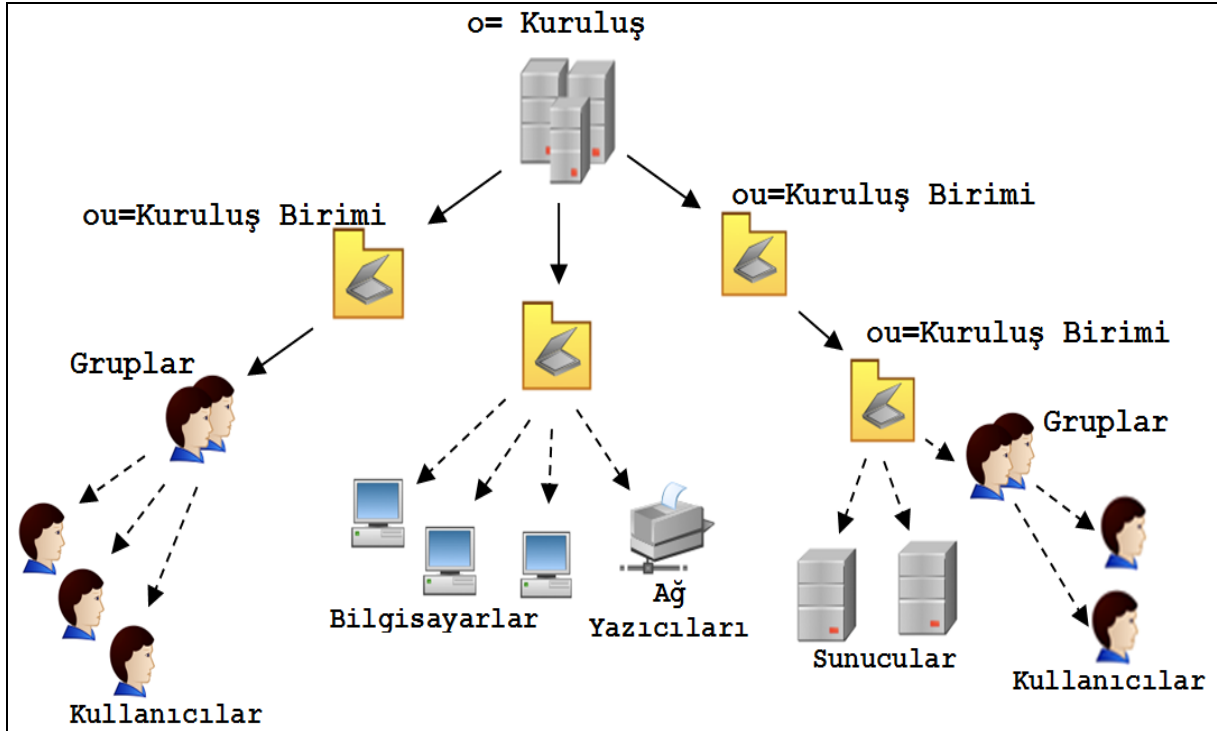 o= Kuruluş
ou=Kuruluş Birimi
ou=Kuruluş Birimi
ou=Kuruluş Birimi
Gruplar
Gruplar
Bilgisayarlar
Ağ
Yazıcıları
Sunucular
Kullanıcılar
Kullanıcılar